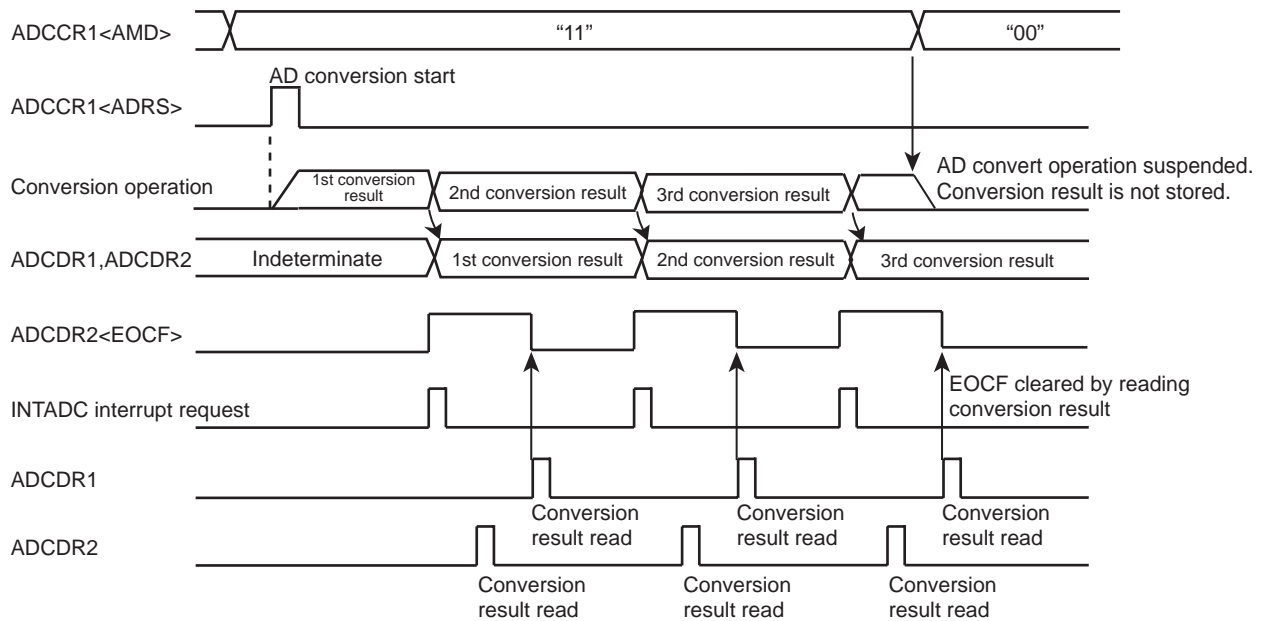 ADCCR1<AMD>
“11”
“00”
AD conversion start
ADCCR1<ADRS>
Conversion operation
1st conversion
result
2nd conversion result
3rd conversion result
AD convert operation suspended.
Conversion result is not stored.
ADCDR1,ADCDR2
Indeterminate
1st conversion result
2nd conversion result
3rd conversion result
ADCDR2<EOCF>
EOCF cleared by reading
conversion result
INTADC interrupt request
ADCDR1
Conversion
result read
Conversion
result read
Conversion
result read
ADCDR2
Conversion
result read
Conversion
result read
Conversion
result read